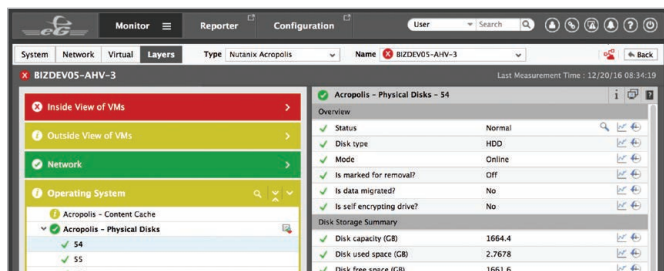 eG
Monitor
Reporter
Configuration
User
Search
System Network Virtual Layers
Type Nutanix Acropolis
Name BIZDEV05-AHV-3
Back
BIZDEV05-AHV-3
Last Measurement Time : 12/20/16 08:34:19
Inside View of VMs
Outside View of VMs
Network
Operating System
Acropolis - Content Cache
Acropolis - Physical Disks
54
55
Acropolis - Physical Disks - 54
Overview
Status Normal
Disk type HDD
Mode Online
Is marked for removal? Off
Is data migrated? No
Is self encrypting drive? No
Disk Storage Summary
Disk capacity (GB) 1664.4
Disk used space (GB) 2.7678
Disk free space (GB) 1661.6